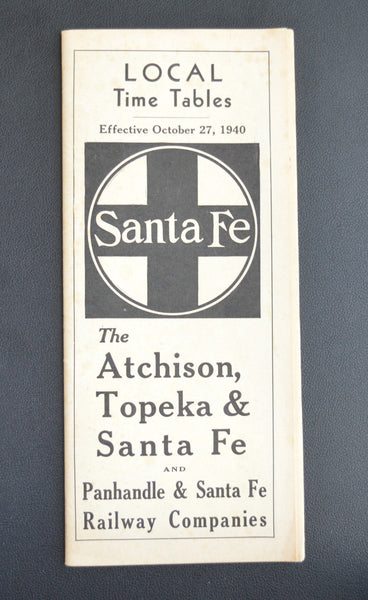 LOCAL
Time Tables
Effective October 27, 1940
Santa Fe
The
Atchison,
Topeka &
Santa Fe
AND
Panhandle & Santa Fe
Railway Companies